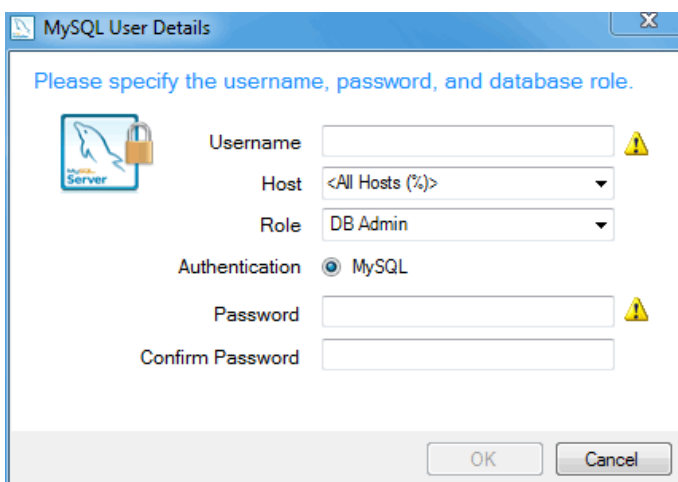 MySQL User Details
Please specify the username, password, and database role.
MySQL
Server
Username
Host <All Hosts (%)>
Role DB Admin
Authentication MySQL
Password
Confirm Password
OK Cancel